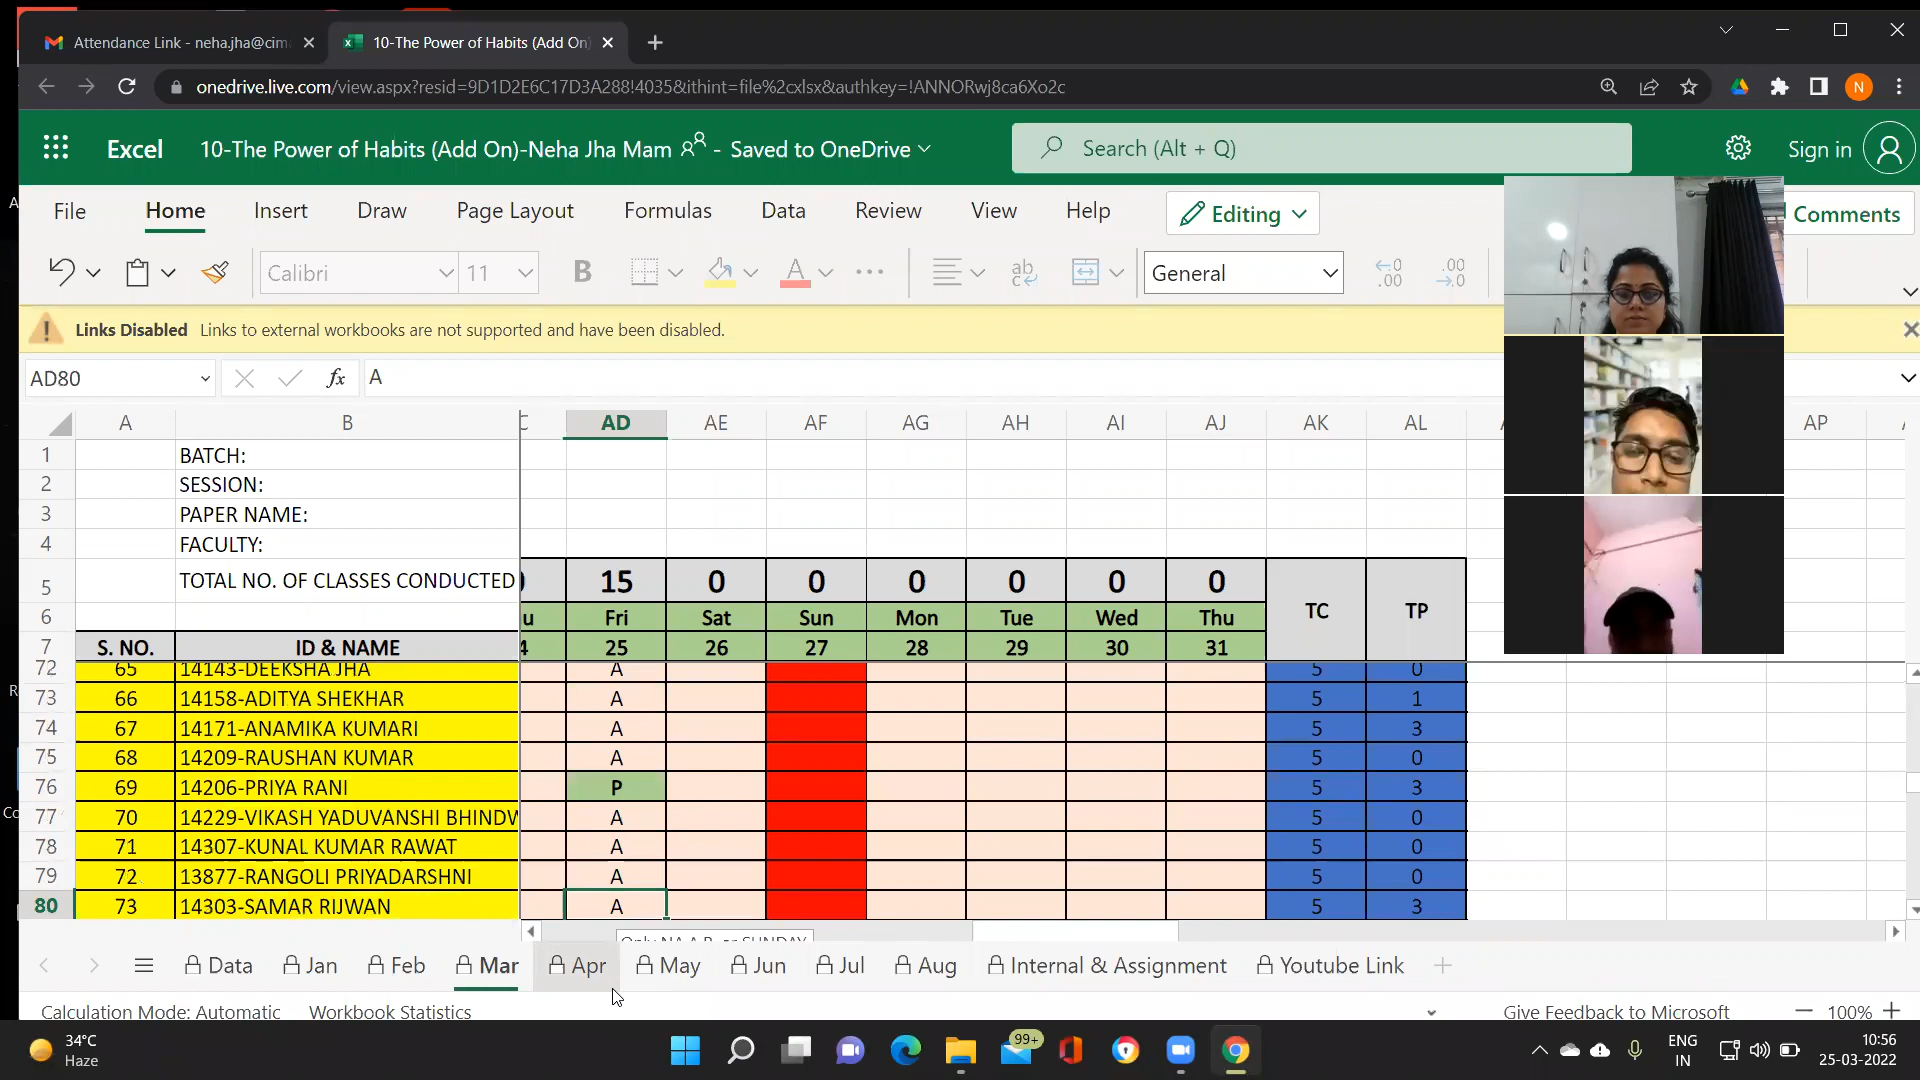 Attendance Link - neha.jha@cim
10-The Power of Habits (Add On)
onedrive.live.com/view.aspx?resid=9D1D2E6C17D3A288!4035&ithint=file%2cxlsx&authkey=!ANNORwj8ca6Xo2c
N
Excel 10-The Power of Habits (Add On)-Neha Jha Mam - Saved to OneDrive Search (Alt + Q) Sign in
File Home Insert Draw Page Layout Formulas Data Review View Help Editing Comments
Calibri 11 B A ab General
Links Disabled Links to external workbooks are not supported and have been disabled.
AD80 fx A
A B AD AE AF AG AH AI AJ AK AL AP
1 BATCH:
2 SESSION:
3 PAPER NAME:
4 FACULTY:
5 TOTAL NO. OF CLASSES CONDUCTED 15 0 0 0 0 0 0
TC TP
6 Fri Sat Sun Mon Tue Wed Thu
7 S. NO. ID & NAME 25 26 27 28 29 30 31
72 65 14143-DEEKSHA JHA A 5 0
73 66 14158-ADITYA SHEKHAR A 5 1
74 67 14171-ANAMIKA KUMARI A 5 3
75 68 14209-RAUSHAN KUMAR A 5 0
76 69 14206-PRIYA RANI P 5 3
77 70 14229-VIKASH YADUVANSHI BHINDW A 5 0
78 71 14307-KUNAL KUMAR RAWAT A 5 0
79 72 13877-RANGOLI PRIYADARSHNI A 5 0
80 73 14303-SAMAR RIJWAN A 5 3
Data Jan Feb Mar Apr May Jun Jul Aug Internal & Assignment Youtube Link
Calculation Mode: Automatic Workbook Statistics Give Feedback to Microsoft 100%
34°C
Haze
99+
ENG
IN
10:56
25-03-2022